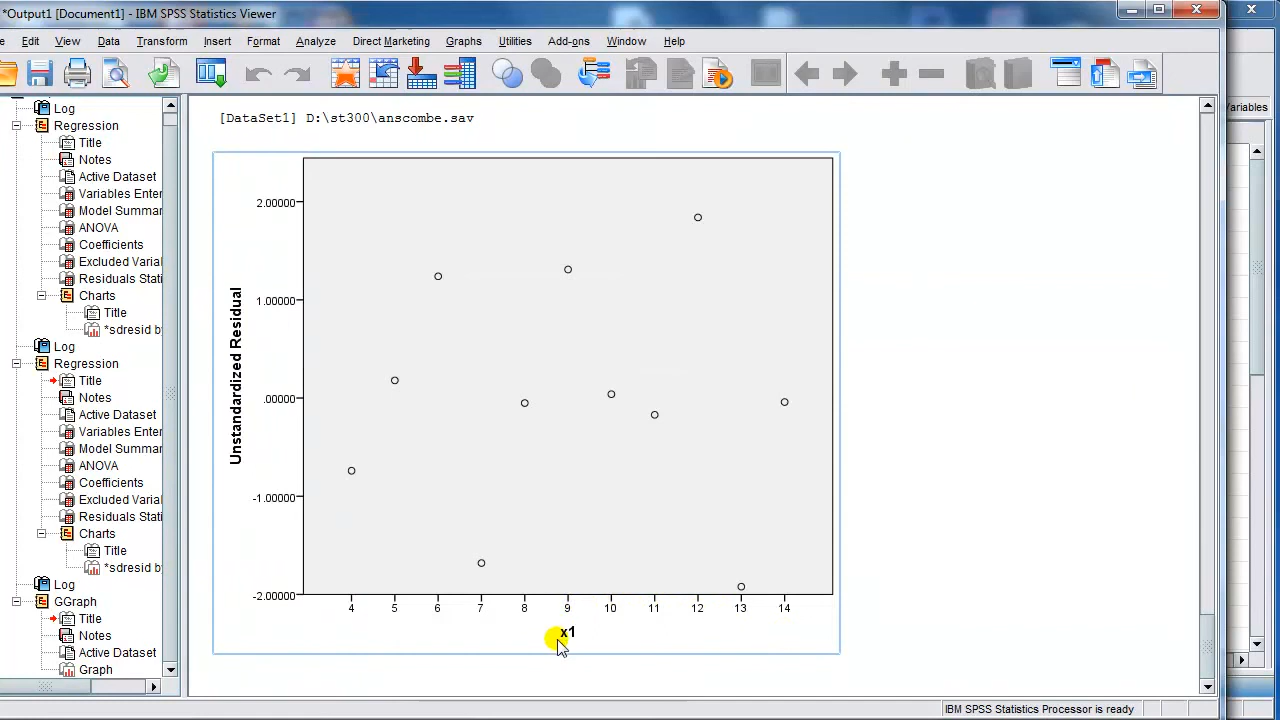 *Output1 [Document1] - IBM SPSS Statistics Viewer
Edit View Data Transform Insert Format Analyze Direct Marketing Graphs Utilities Add-ons Window Help
Log
Regression
Title
Notes
Active Dataset
Variables Enter
Model Summar
ANOVA
Coefficients
Excluded Varial
Residuals Stati
Charts
Title
*sdresid by
Log
Regression
Title
Notes
Active Dataset
Variables Enter
Model Summar
ANOVA
Coefficients
Excluded Varial
Residuals Stati
Charts
Title
*sdresid by
Log
GGraph
Title
Notes
Active Dataset
Graph
[DataSet1] D:\st300\anscombe.sav
Unstandardized Residual
2.00000
1.00000
.00000
-1.00000
-2.00000
4 5 6 7 8 9 10 11 12 13 14
x1
ariables
IBM SPSS Statistics Processor is ready